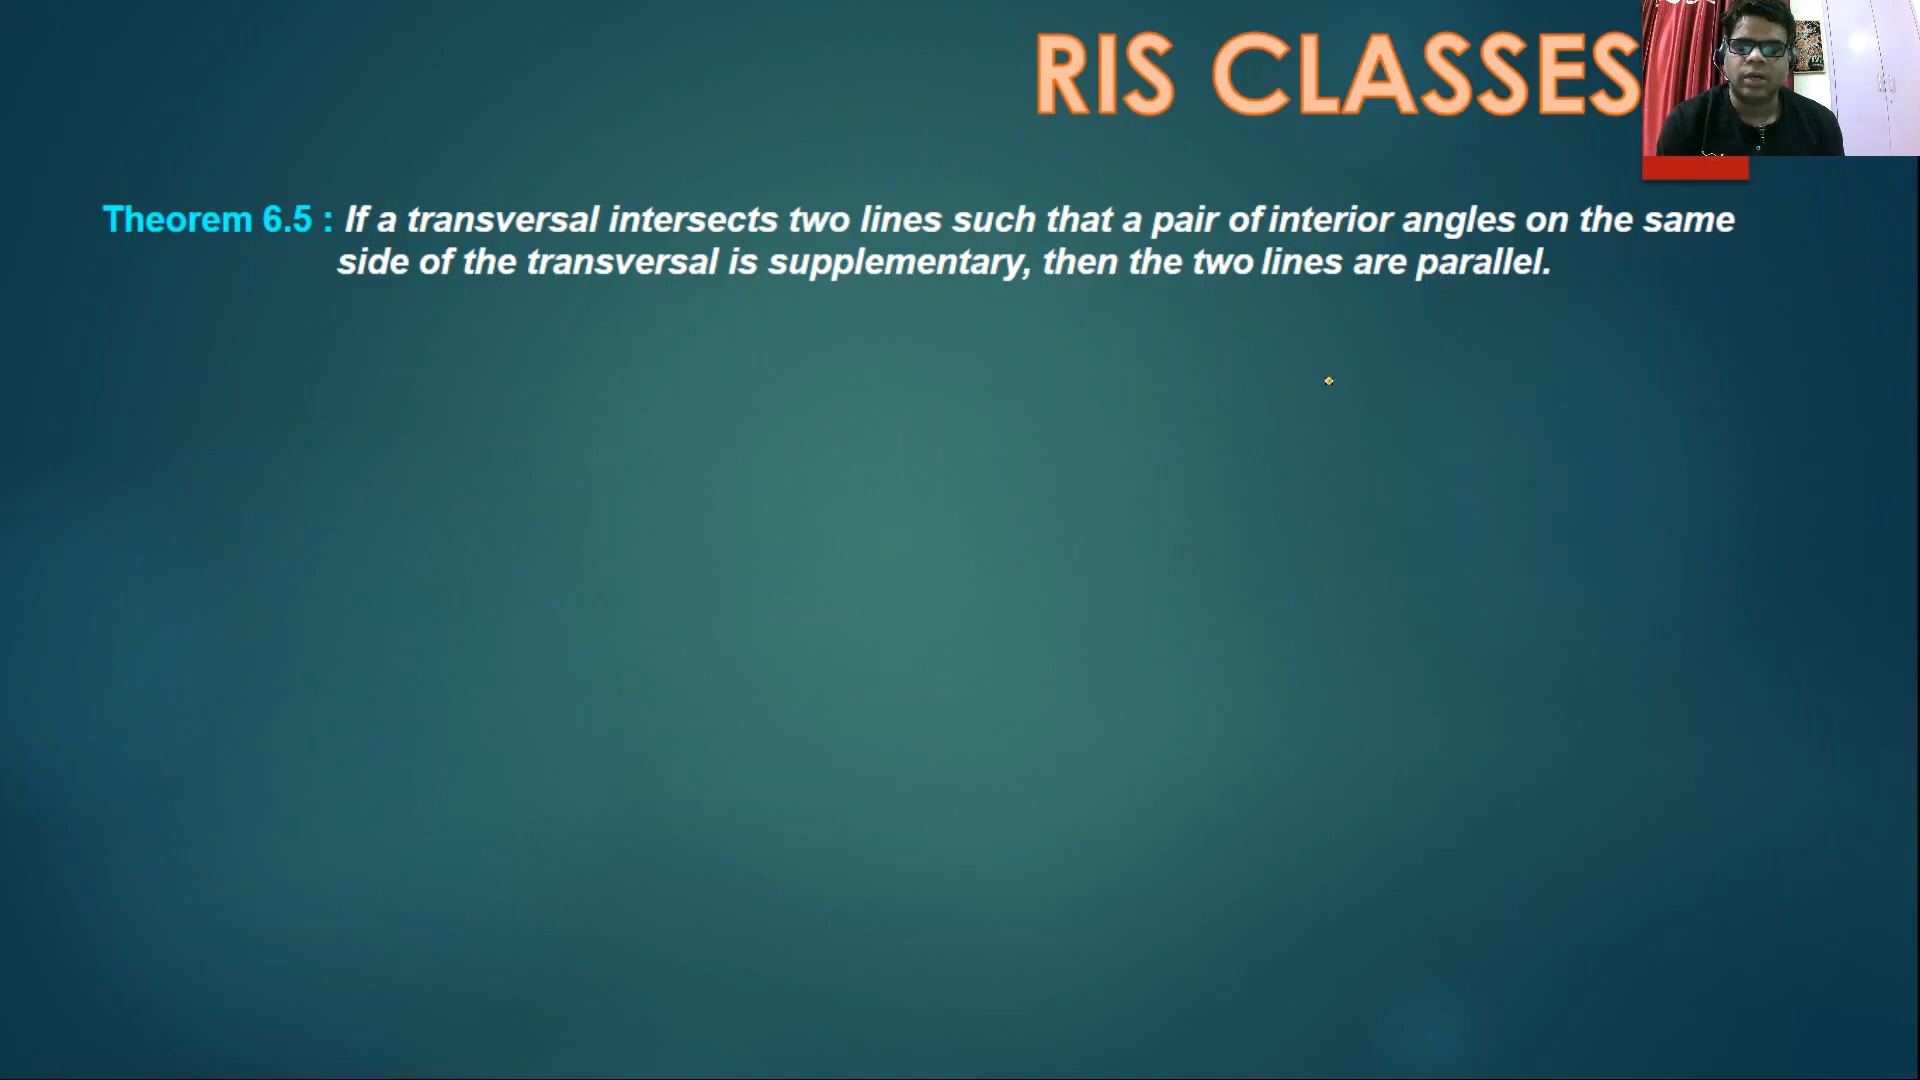 RIS CLASSES
Theorem 6.5 : If a transversal intersects two lines such that a pair of interior angles on the same
side of the transversal is supplementary, then the two lines are parallel.